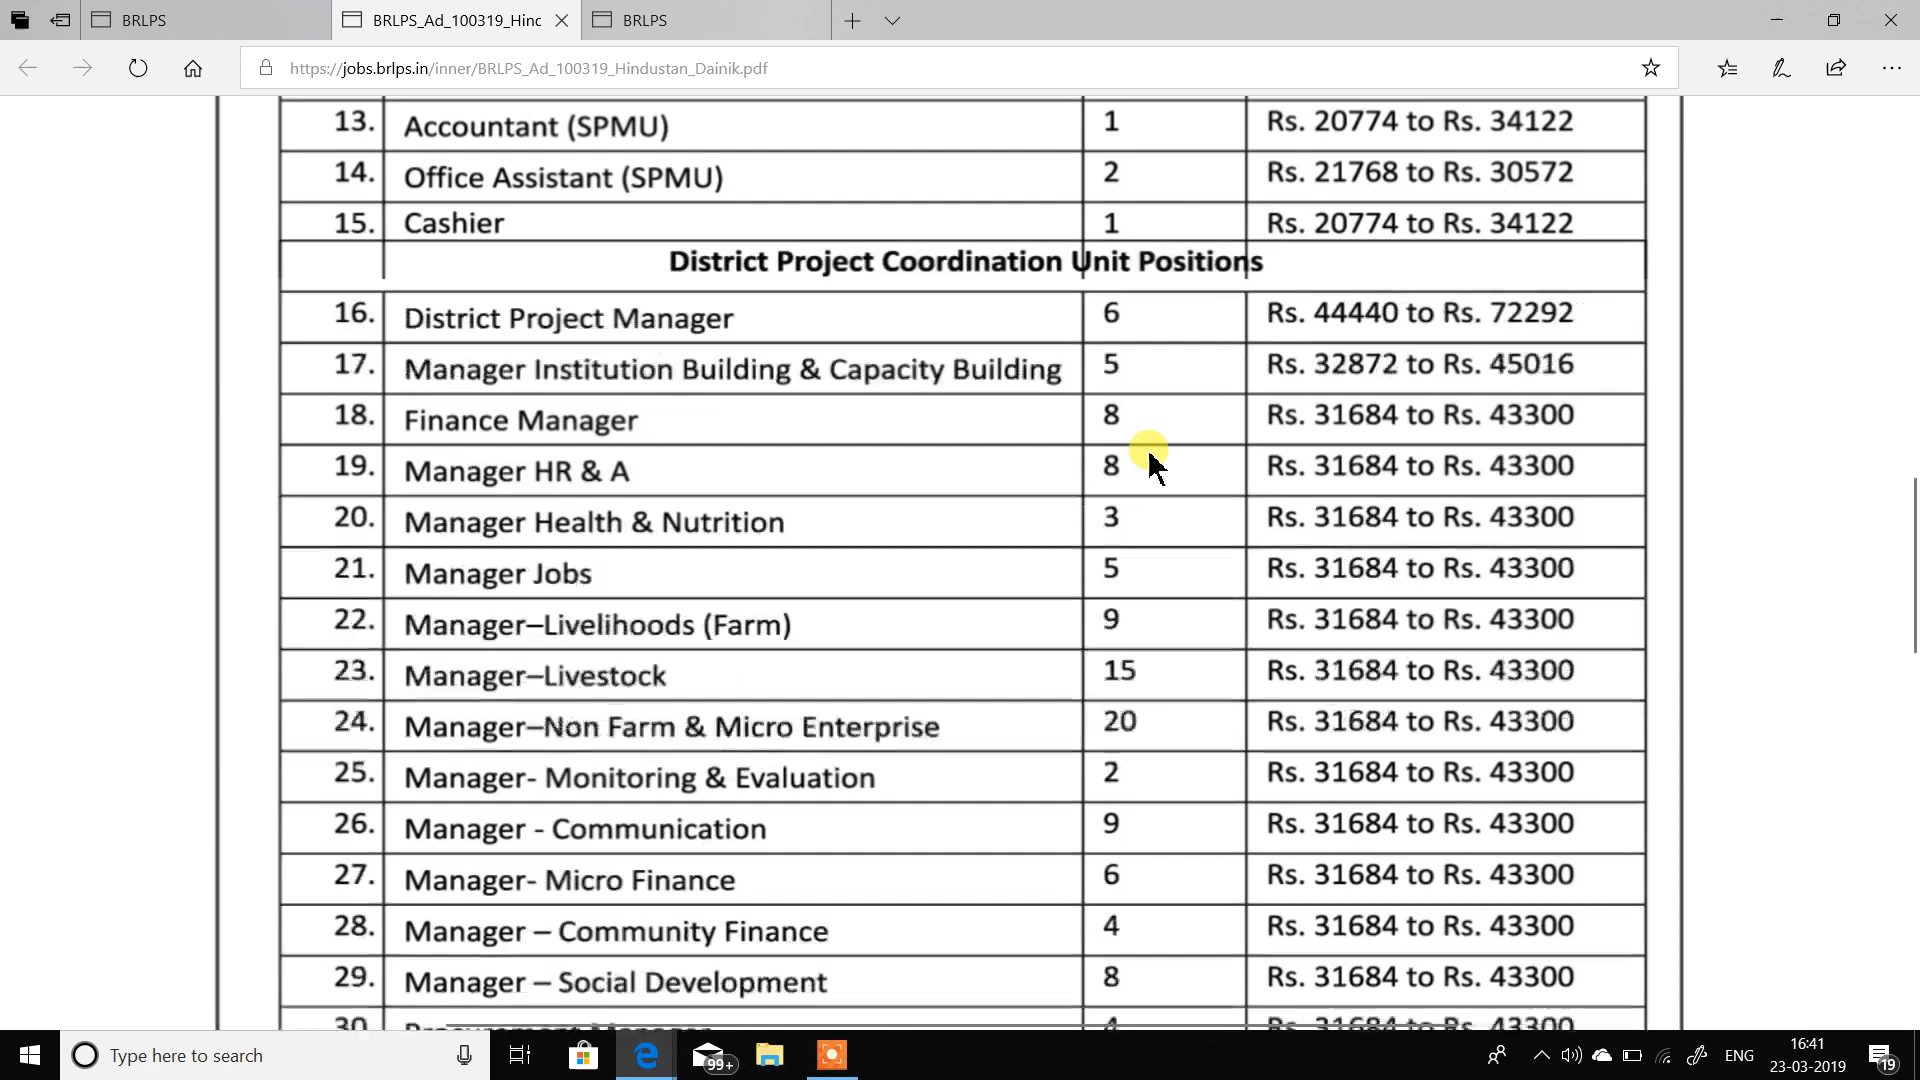 BRLPS
BRLPS_Ad_100319_Hinc
BRLPS
https://jobs.brlps.in/inner/BRLPS_Ad_100319_Hindustan_Dainik.pdf
13. Accountant (SPMU) 1 Rs. 20774 to Rs. 34122
14. Office Assistant (SPMU) 2 Rs. 21768 to Rs. 30572
15. Cashier 1 Rs. 20774 to Rs. 34122
District Project Coordination Unit Positions
16. District Project Manager 6 Rs. 44440 to Rs. 72292
17. Manager Institution Building & Capacity Building 5 Rs. 32872 to Rs. 45016
18. Finance Manager 8 Rs. 31684 to Rs. 43300
19. Manager HR & A 8 Rs. 31684 to Rs. 43300
20. Manager Health & Nutrition 3 Rs. 31684 to Rs. 43300
21. Manager Jobs 5 Rs. 31684 to Rs. 43300
22. Manager–Livelihoods (Farm) 9 Rs. 31684 to Rs. 43300
23. Manager–Livestock 15 Rs. 31684 to Rs. 43300
24. Manager–Non Farm & Micro Enterprise 20 Rs. 31684 to Rs. 43300
25. Manager- Monitoring & Evaluation 2 Rs. 31684 to Rs. 43300
26. Manager - Communication 9 Rs. 31684 to Rs. 43300
27. Manager- Micro Finance 6 Rs. 31684 to Rs. 43300
28. Manager – Community Finance 4 Rs. 31684 to Rs. 43300
29. Manager – Social Development 8 Rs. 31684 to Rs. 43300
30. Procurement Manager 4 Rs. 31684 to Rs. 43300
Type here to search
99+
ENG
16:41
23-03-2019
19